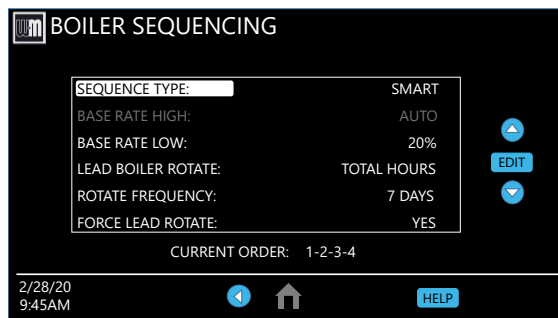 wm BOILER SEQUENCING
SEQUENCE TYPE: SMART
BASE RATE HIGH: AUTO
BASE RATE LOW: 20%
LEAD BOILER ROTATE: TOTAL HOURS
EDIT
ROTATE FREQUENCY: 7 DAYS
FORCE LEAD ROTATE: YES
CURRENT ORDER: 1-2-3-4
2/28/20
9:45AM
HELP